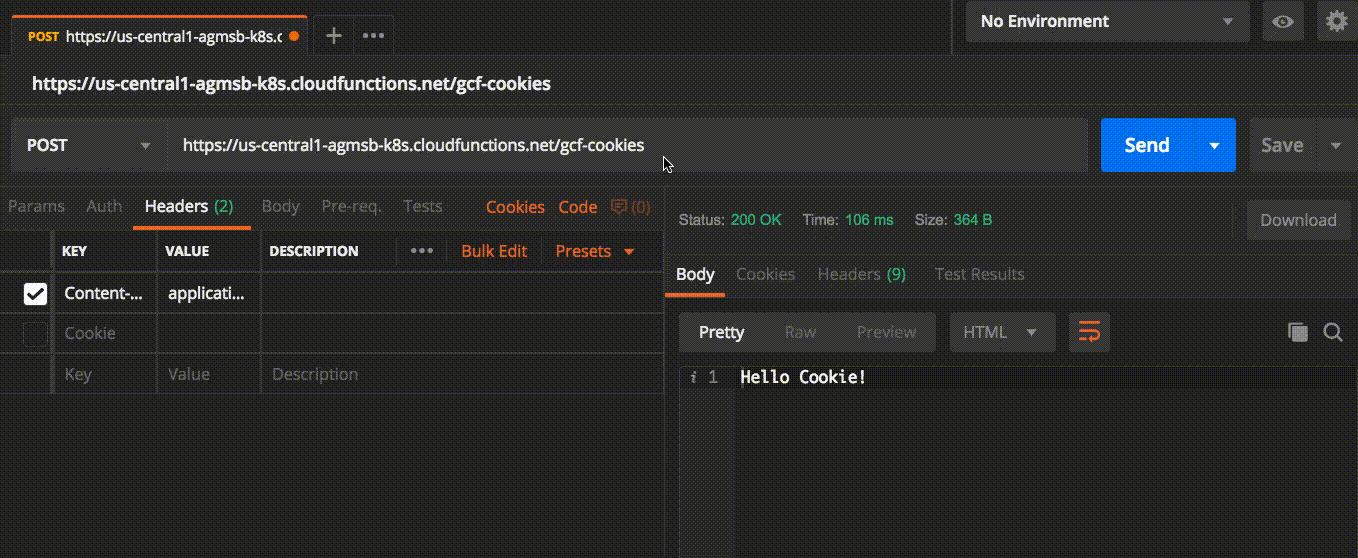 POST https://us-central1-agmsb-k8s.c
No Environment
https://us-central1-agmsb-k8s.cloudfunctions.net/gcf-cookies
POST https://us-central1-agmsb-k8s.cloudfunctions.net/gcf-cookies Send Save
Params Auth Headers (2) Body Pre-req. Tests Cookies Code (0)
KEY VALUE DESCRIPTION ••• Bulk Edit Presets
Content-... applicati...
Cookie
Key Value Description
Status: 200 OK Time: 106 ms Size: 364 B Download
Body Cookies Headers (9) Test Results
Pretty Raw Preview HTML
i 1 Hello Cookie!